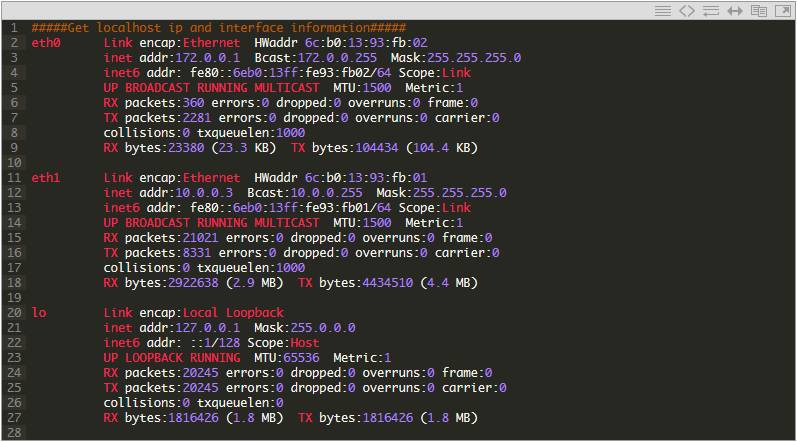 1 #####Get localhost ip and interface information#####
2 eth0      Link encap:Ethernet  HWaddr 6c:b0:13:93:fb:02
3           inet addr:172.0.0.1  Bcast:172.0.0.255  Mask:255.255.255.0
4           inet6 addr: fe80::6eb0:13ff:fe93:fb02/64 Scope:Link
5           UP BROADCAST RUNNING MULTICAST  MTU:1500  Metric:1
6           RX packets:360 errors:0 dropped:0 overruns:0 frame:0
7           TX packets:2281 errors:0 dropped:0 overruns:0 carrier:0
8           collisions:0 txqueuelen:1000
9           RX bytes:23380 (23.3 KB)  TX bytes:104434 (104.4 KB)
10
11 eth1      Link encap:Ethernet  HWaddr 6c:b0:13:93:fb:01
12           inet addr:10.0.0.3  Bcast:10.0.0.255  Mask:255.255.255.0
13           inet6 addr: fe80::6eb0:13ff:fe93:fb01/64 Scope:Link
14           UP BROADCAST RUNNING MULTICAST  MTU:1500  Metric:1
15           RX packets:21021 errors:0 dropped:0 overruns:0 frame:0
16           TX packets:8331 errors:0 dropped:0 overruns:0 carrier:0
17           collisions:0 txqueuelen:1000
18           RX bytes:2922638 (2.9 MB)  TX bytes:4434510 (4.4 MB)
19
20 lo        Link encap:Local Loopback
21           inet addr:127.0.0.1  Mask:255.0.0.0
22           inet6 addr: ::1/128 Scope:Host
23           UP LOOPBACK RUNNING  MTU:65536  Metric:1
24           RX packets:20245 errors:0 dropped:0 overruns:0 frame:0
25           TX packets:20245 errors:0 dropped:0 overruns:0 carrier:0
26           collisions:0 txqueuelen:0
27           RX bytes:1816426 (1.8 MB)  TX bytes:1816426 (1.8 MB)
28